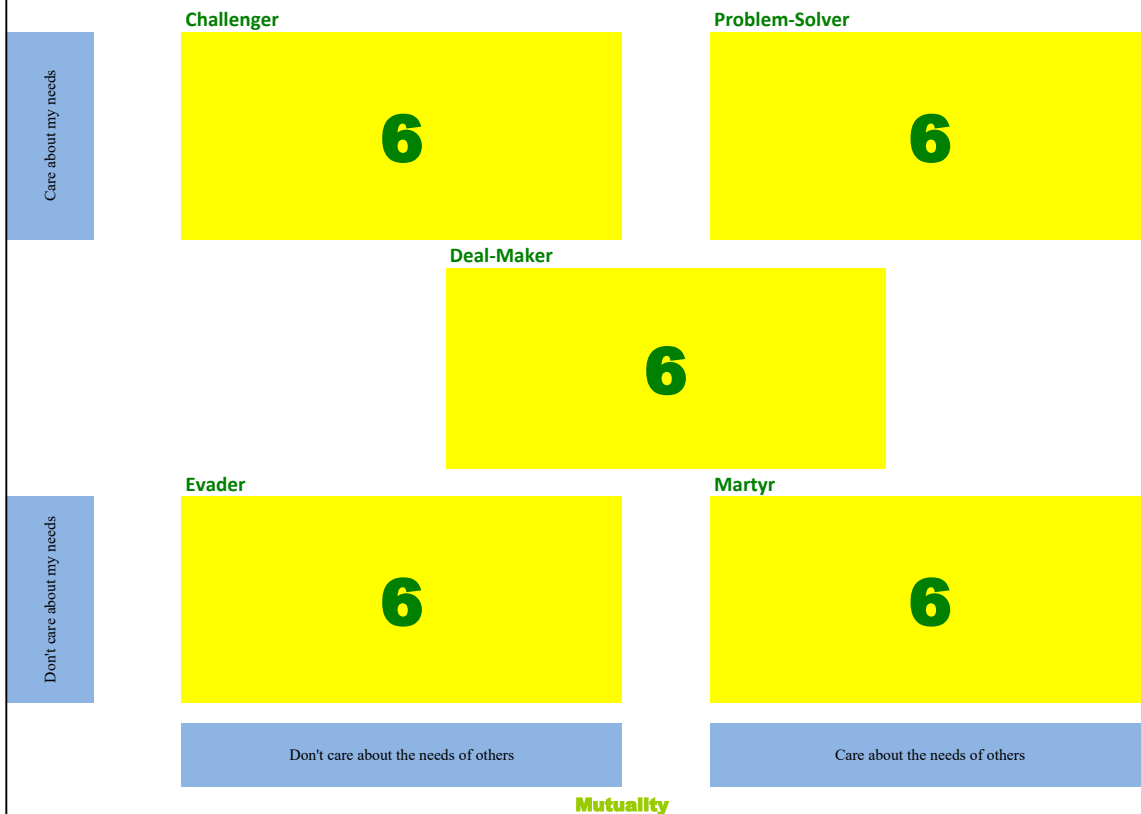 Challenger
Problem-Solver
Care about my needs
6
6
Deal-Maker
6
Evader
Martyr
Don't care about my needs
6
6
Don't care about the needs of others
Care about the needs of others
Mutuality